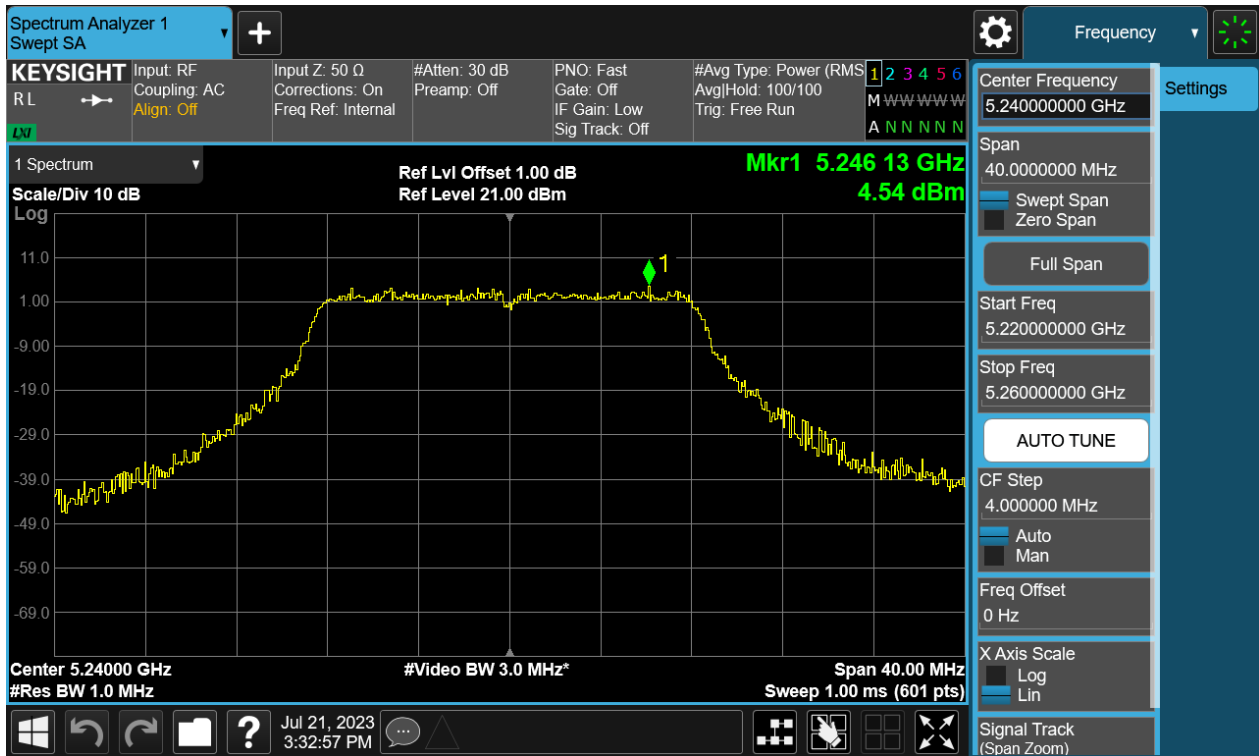 Spectrum Analyzer 1
Swept SA
+
Frequency
KEYSIGHT
RL
LXI
Input: RF
Coupling: AC
Align: Off
Input Z: 50 Ω
Corrections: On
Freq Ref: Internal
#Atten: 30 dB
Preamp: Off
PNO: Fast
Gate: Off
IF Gain: Low
Sig Track: Off
#Avg Type: Power (RMS
Avg|Hold: 100/100
Trig: Free Run
1 2 3 4 5 6
M W W W W W
A N N N N N
1 Spectrum
Scale/Div 10 dB
Log
Ref Lvl Offset 1.00 dB
Ref Level 21.00 dBm
Mkr1 5.246 13 GHz
4.54 dBm
1
11.0
1.00
-9.00
-19.0
-29.0
-39.0
-49.0
-59.0
-69.0
Center 5.24000 GHz
#Res BW 1.0 MHz
#Video BW 3.0 MHz*
Span 40.00 MHz
Sweep 1.00 ms (601 pts)
Center Frequency
5.240000000 GHz
Span
40.0000000 MHz
Swept Span
Zero Span
Full Span
Start Freq
5.220000000 GHz
Stop Freq
5.260000000 GHz
AUTO TUNE
CF Step
4.000000 MHz
Auto
Man
Freq Offset
0 Hz
X Axis Scale
Log
Lin
Signal Track
(Span Zoom)
Settings
?
Jul 21, 2023
3:32:57 PM